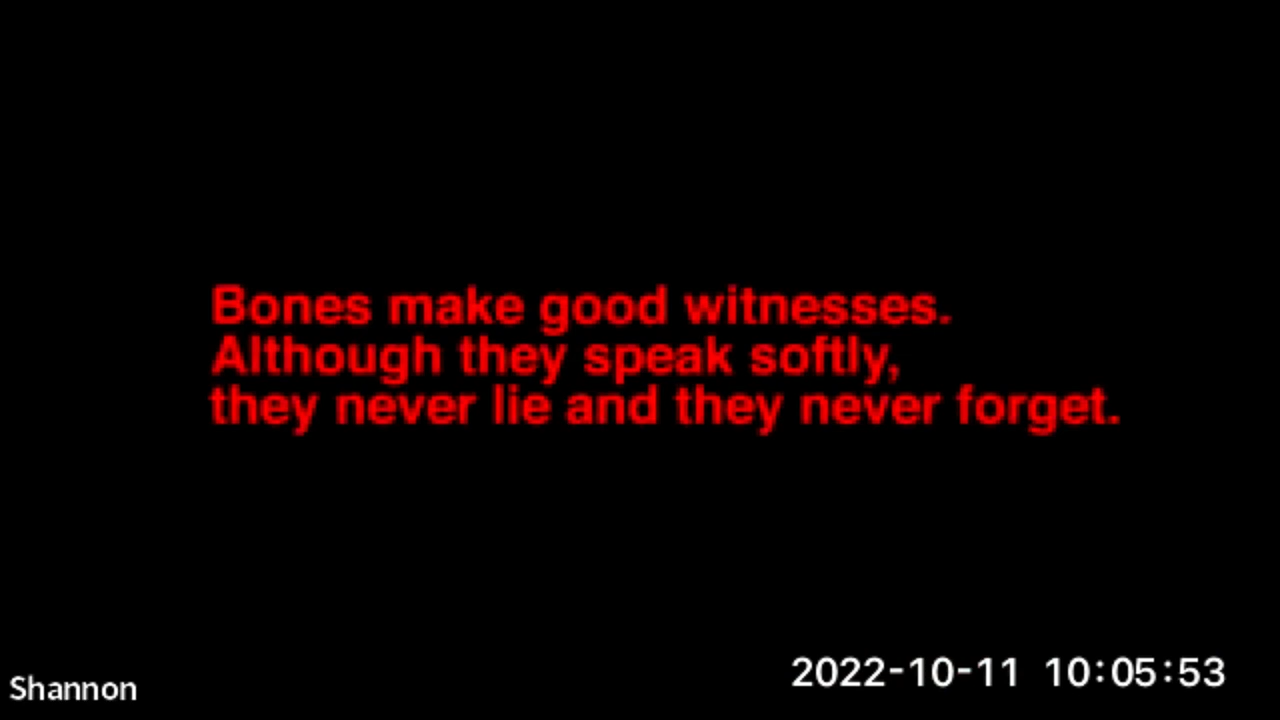 Bones make good witnesses.
Although they speak softly,
they never lie and they never forget.
Shannon
2022-10-11 10:05:53